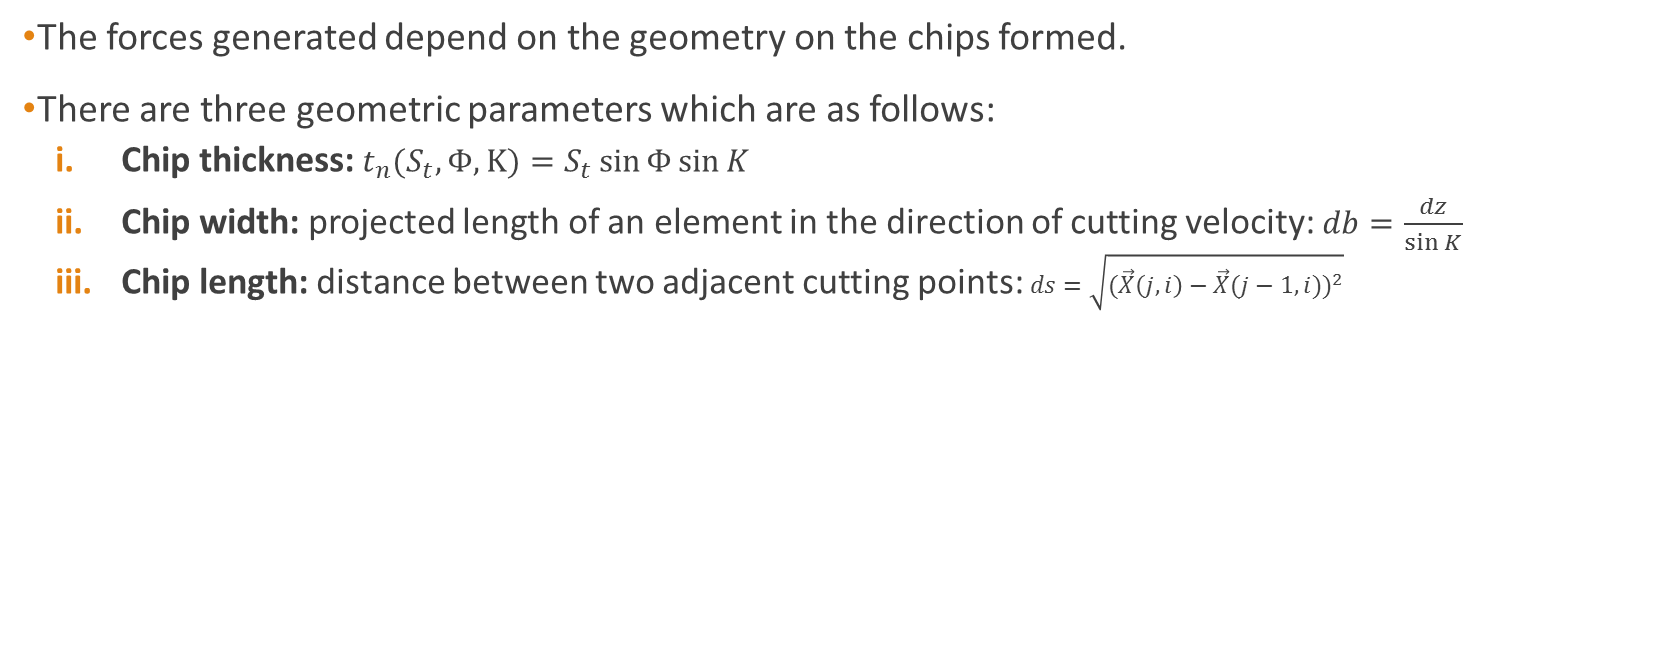 •The forces generated depend on the geometry on the chips formed.
•There are three geometric parameters which are as follows:
i. Chip thickness: tₙ(Sₜ, Φ, K) = Sₜ sin Φ sin K
ii. Chip width: projected length of an element in the direction of cutting velocity: db = dz / sin K
iii. Chip length: distance between two adjacent cutting points: ds = √(X⃗(j, i) − X⃗(j − 1, i))²